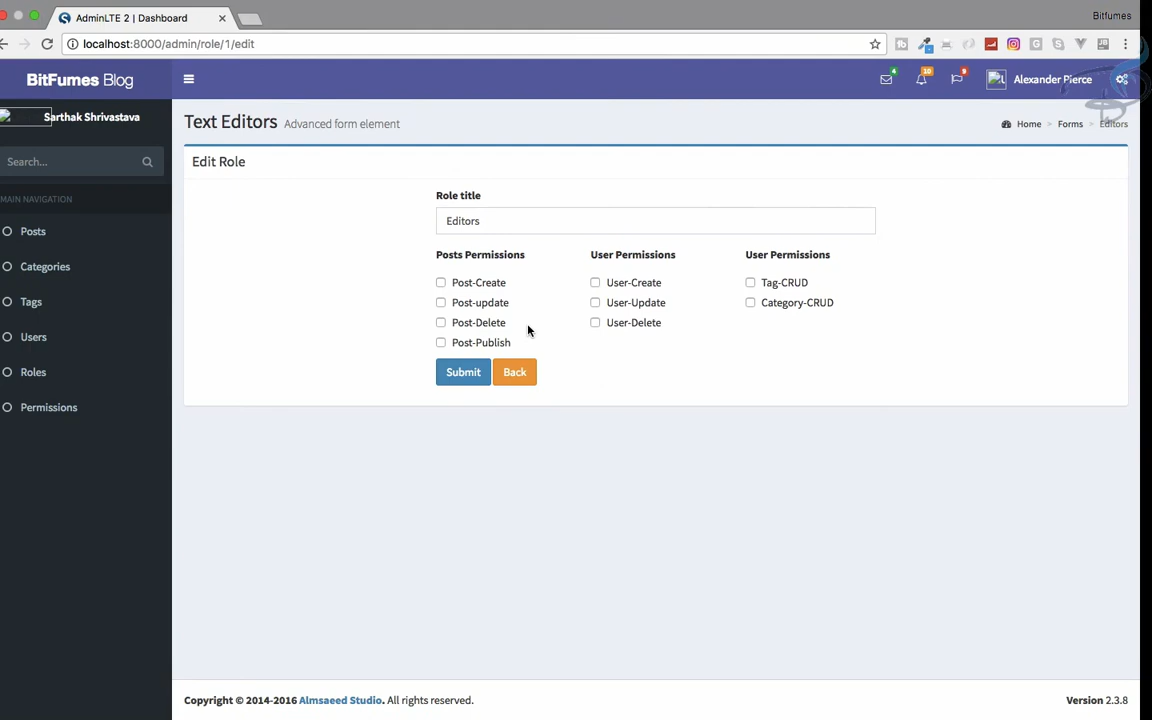 AdminLTE 2 | Dashboard
Bitfumes
localhost:8000/admin/role/1/edit
BitFumes Blog
4
10
9
Alexander Pierce
Sarthak Shrivastava
Text Editors Advanced form element
Home > Forms > Editors
Search...
Edit Role
MAIN NAVIGATION
Posts
Categories
Tags
Users
Roles
Permissions
Role title
Editors
Posts Permissions
Post-Create
Post-update
Post-Delete
Post-Publish
User Permissions
User-Create
User-Update
User-Delete
User Permissions
Tag-CRUD
Category-CRUD
Submit
Back
Copyright © 2014-2016 Almsaeed Studio. All rights reserved.
Version 2.3.8